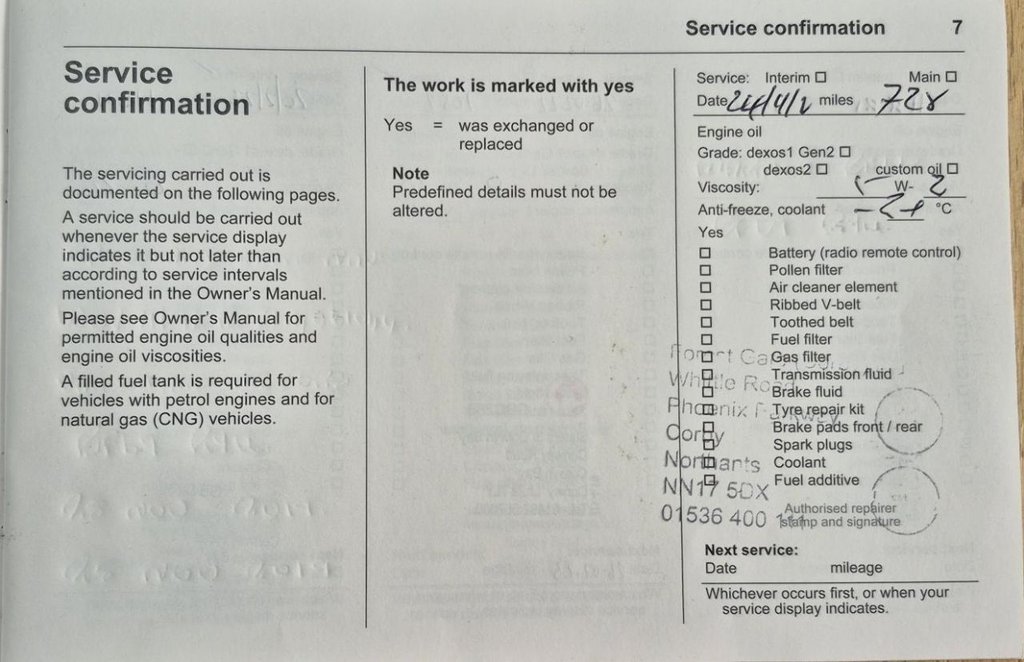 Service confirmation 7
Service
confirmation
The servicing carried out is
documented on the following pages.
A service should be carried out
whenever the service display
indicates it but not later than
according to service intervals
mentioned in the Owner's Manual.
Please see Owner's Manual for
permitted engine oil qualities and
engine oil viscosities.
A filled fuel tank is required for
vehicles with petrol engines and for
natural gas (CNG) vehicles.
The work is marked with yes
Yes = was exchanged or
replaced
Note
Predefined details must not be
altered.
Service: Interim ☐ Main ☐
Date miles
Engine oil
Grade: dexos1 Gen2 ☐
dexos2 ☐ custom oil ☐
Viscosity: W-
Anti-freeze, coolant °C
Yes
☐ Battery (radio remote control)
☐ Pollen filter
☐ Air cleaner element
☐ Ribbed V-belt
☐ Toothed belt
☐ Fuel filter
☐ Gas filter
☐ Transmission fluid
☐ Brake fluid
☐ Tyre repair kit
☐ Brake pads front / rear
☐ Spark plugs
☐ Coolant
☐ Fuel additive
Phoenix Parkway
Corby
Northants
NN17 5DX
01536 400
Authorised repairer
stamp and signature
Next service:
Date mileage
Whichever occurs first, or when your
service display indicates.